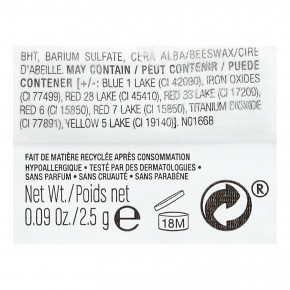 BHT, BARIUM SULFATE, CERA ALBA/BEESWAX/CIRE
D'ABEILLE. MAY CONTAIN / PEUT CONTENIR / PUEDE
CONTENER [+/-: BLUE 1 LAKE (CI 42090), IRON OXIDES
(CI 77499), RED 28 LAKE (CI 45410), RED 33 LAKE (CI 17200),
RED 6 (CI 15850), RED 7 LAKE (CI 15850), TITANIUM DIOXIDE
(CI 77891), YELLOW 5 LAKE (CI 19140)]. N01668
FAIT DE MATIÈRE RECYCLÉE APRÈS CONSOMMATION
HYPOALLERGÉNIQUE • TESTÉ PAR DES DERMATOLOGUES •
SANS PARFUM • SANS CRUAUTÉ • SANS PARABÈNE
Net Wt./Poids net
0.09 Oz./2.5 g e
18M
®